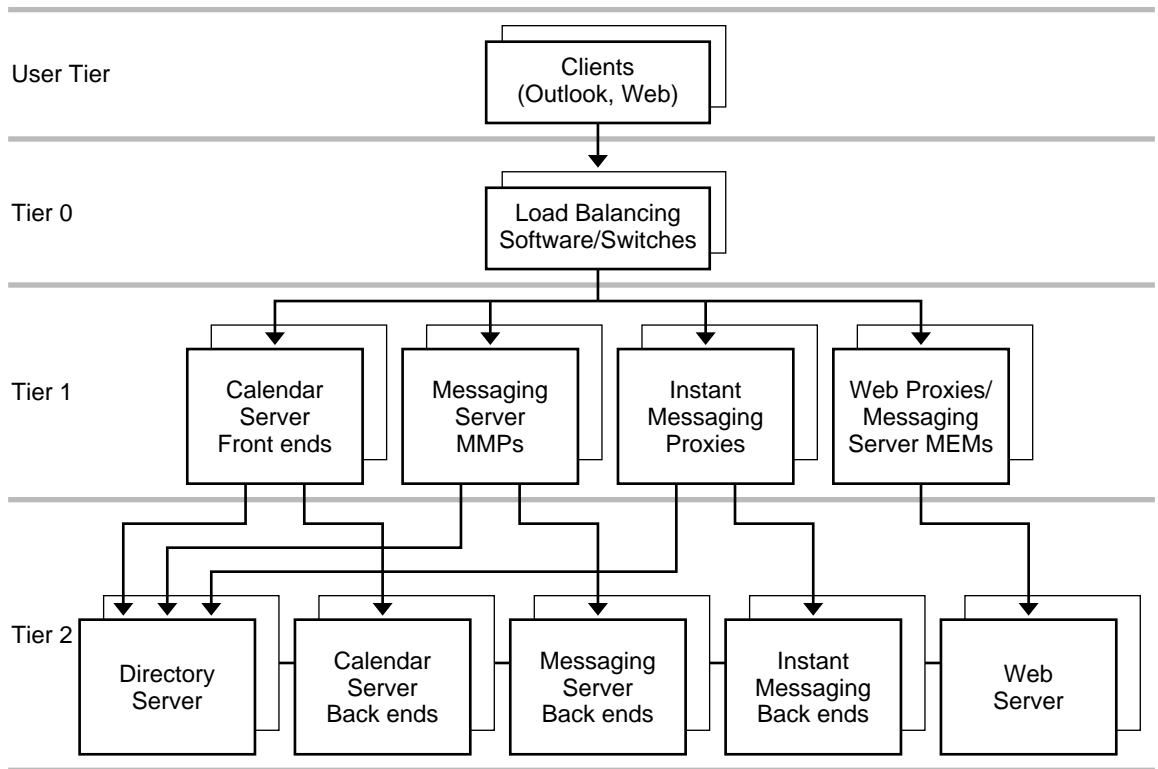 User Tier
Clients
(Outlook, Web)
Tier 0
Load Balancing
Software/Switches
Tier 1
Calendar
Server
Front ends
Messaging
Server
MMPs
Instant
Messaging
Proxies
Web Proxies/
Messaging
Server MEMs
Tier 2
Directory
Server
Calendar
Server
Back ends
Messaging
Server
Back ends
Instant
Messaging
Back ends
Web
Server